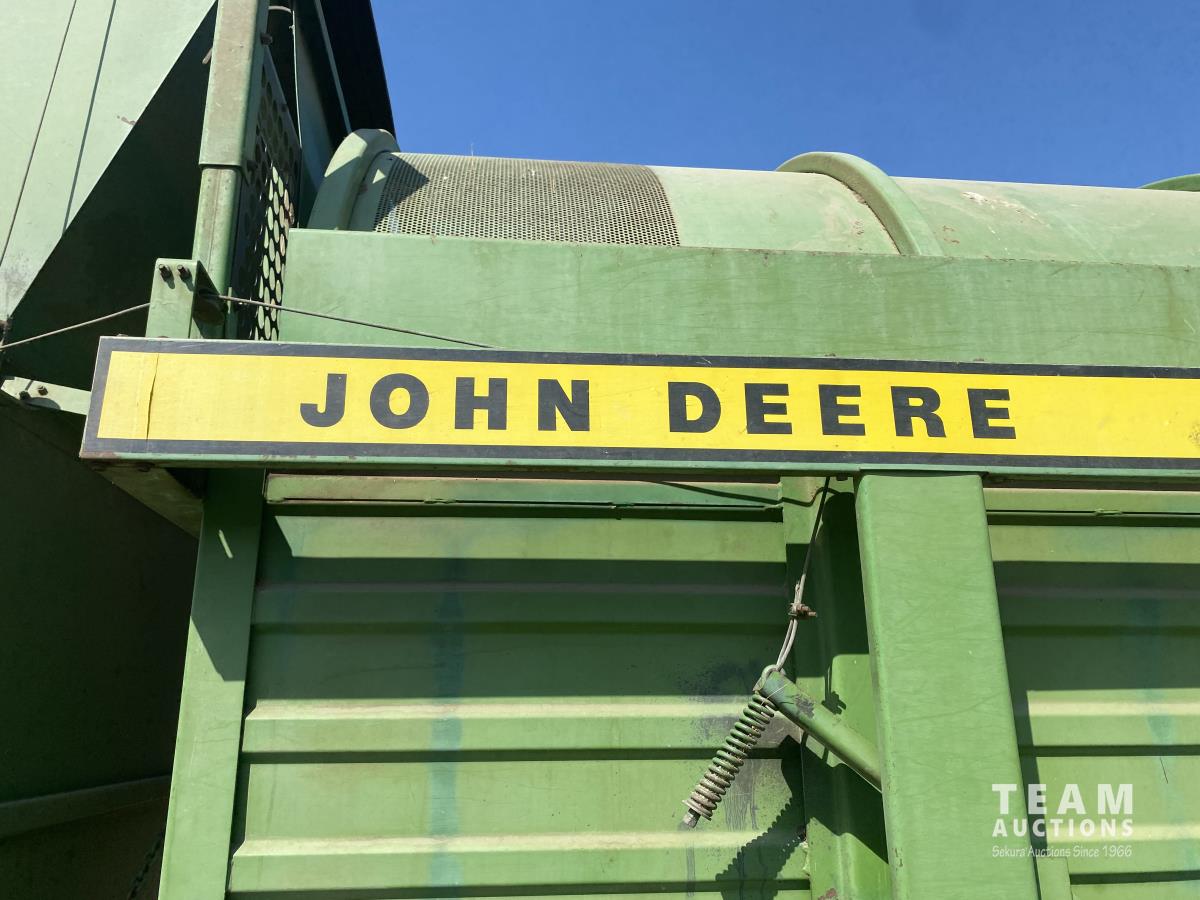 JOHN DEERE
TEAM
AUCTIONS
Sekura Auctions Since 1966